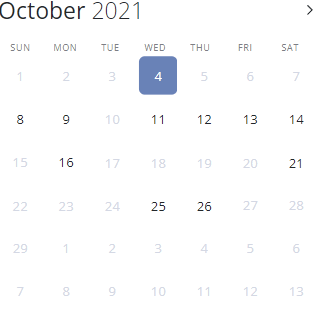 October 2021 >
SUN MON TUE WED THU FRI SAT
1 2 3 4 5 6 7
8 9 10 11 12 13 14
15 16 17 18 19 20 21
22 23 24 25 26 27 28
29 1 2 3 4 5 6
7 8 9 10 11 12 13